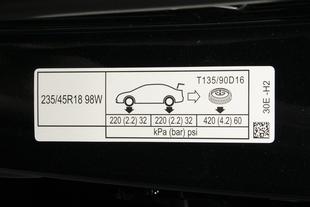 235/45R18 98W
T135/90D16
220 (2.2) 32 220 (2.2) 32 420 (4.2) 60
kPa (bar) psi
30E -H2